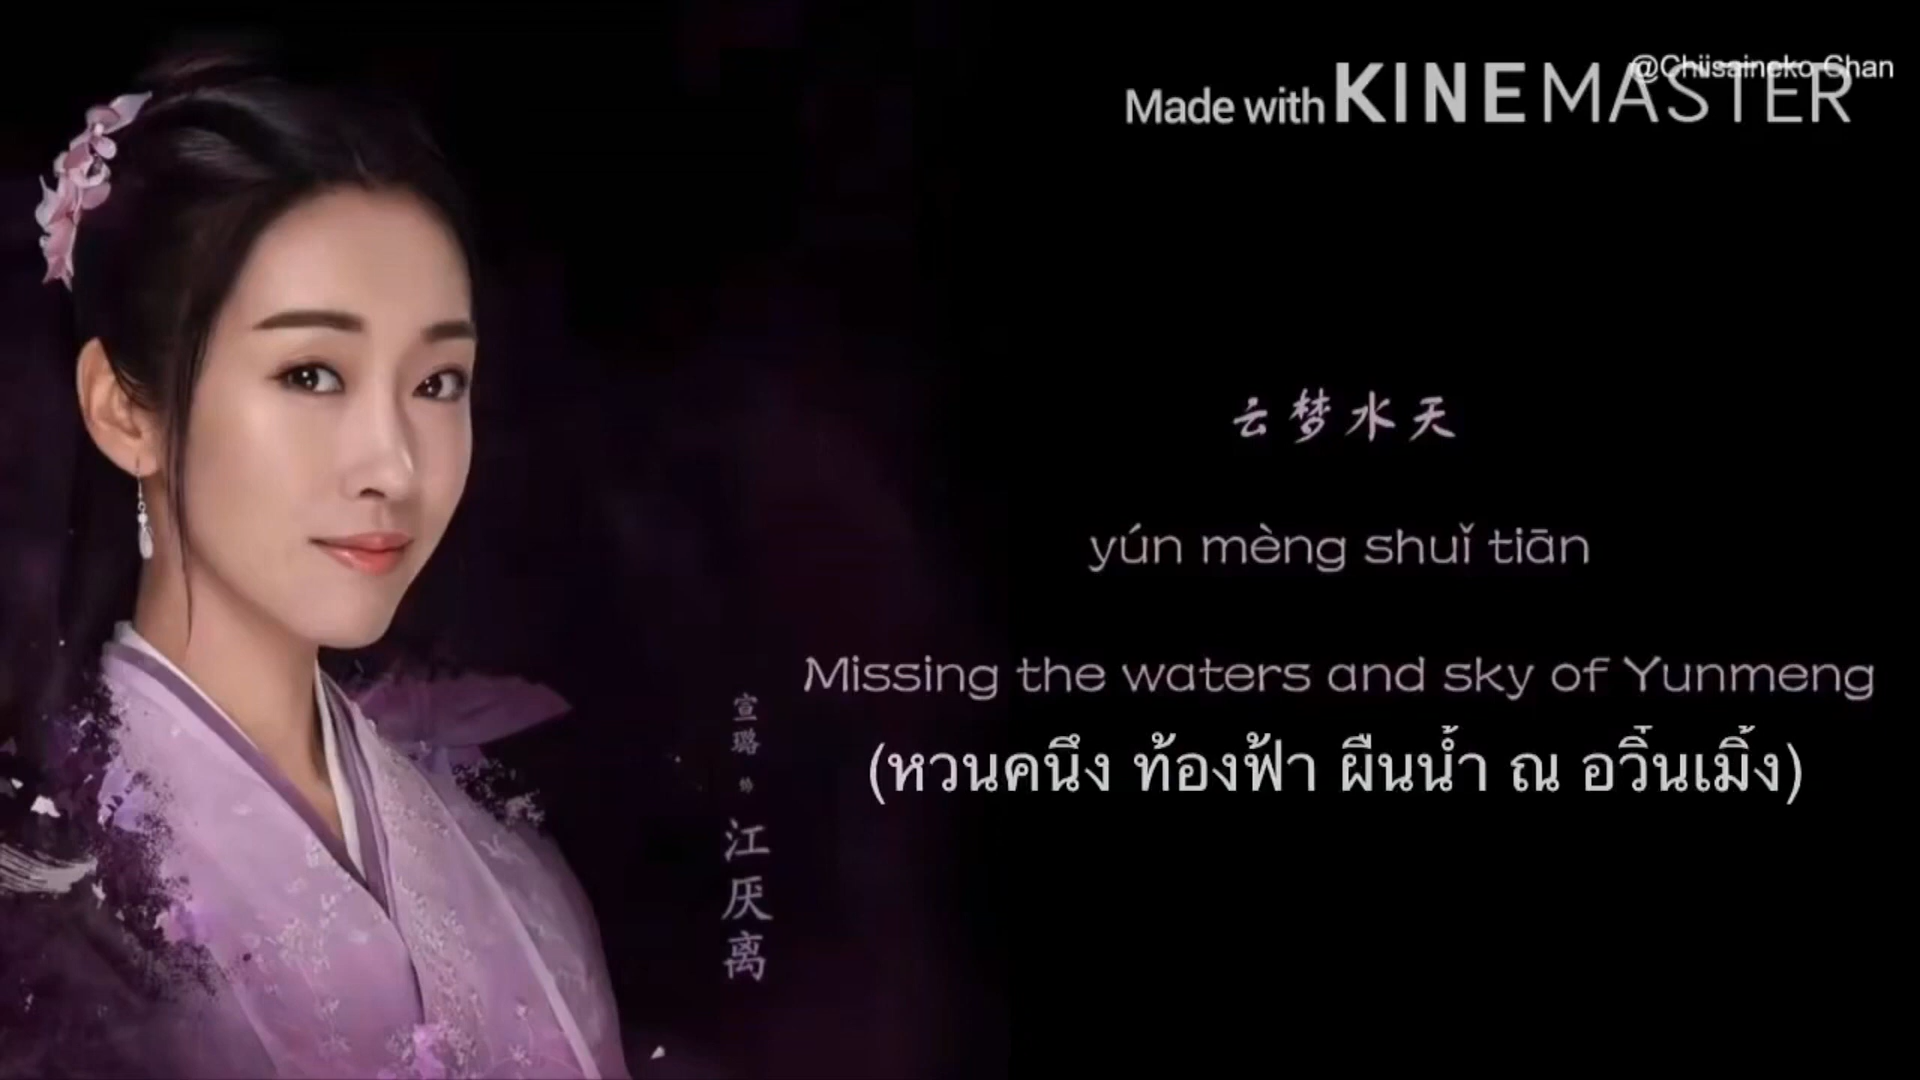 @Chiisaineko Chan
Made with KINEMASTER
云梦水天
yún mèng shuǐ tiān
Missing the waters and sky of Yunmeng
(หวนคนึง ท้องฟ้า ผืนน้ำ ณ อวิ๋นเมิ้ง)
宣璐 饰 江厌离